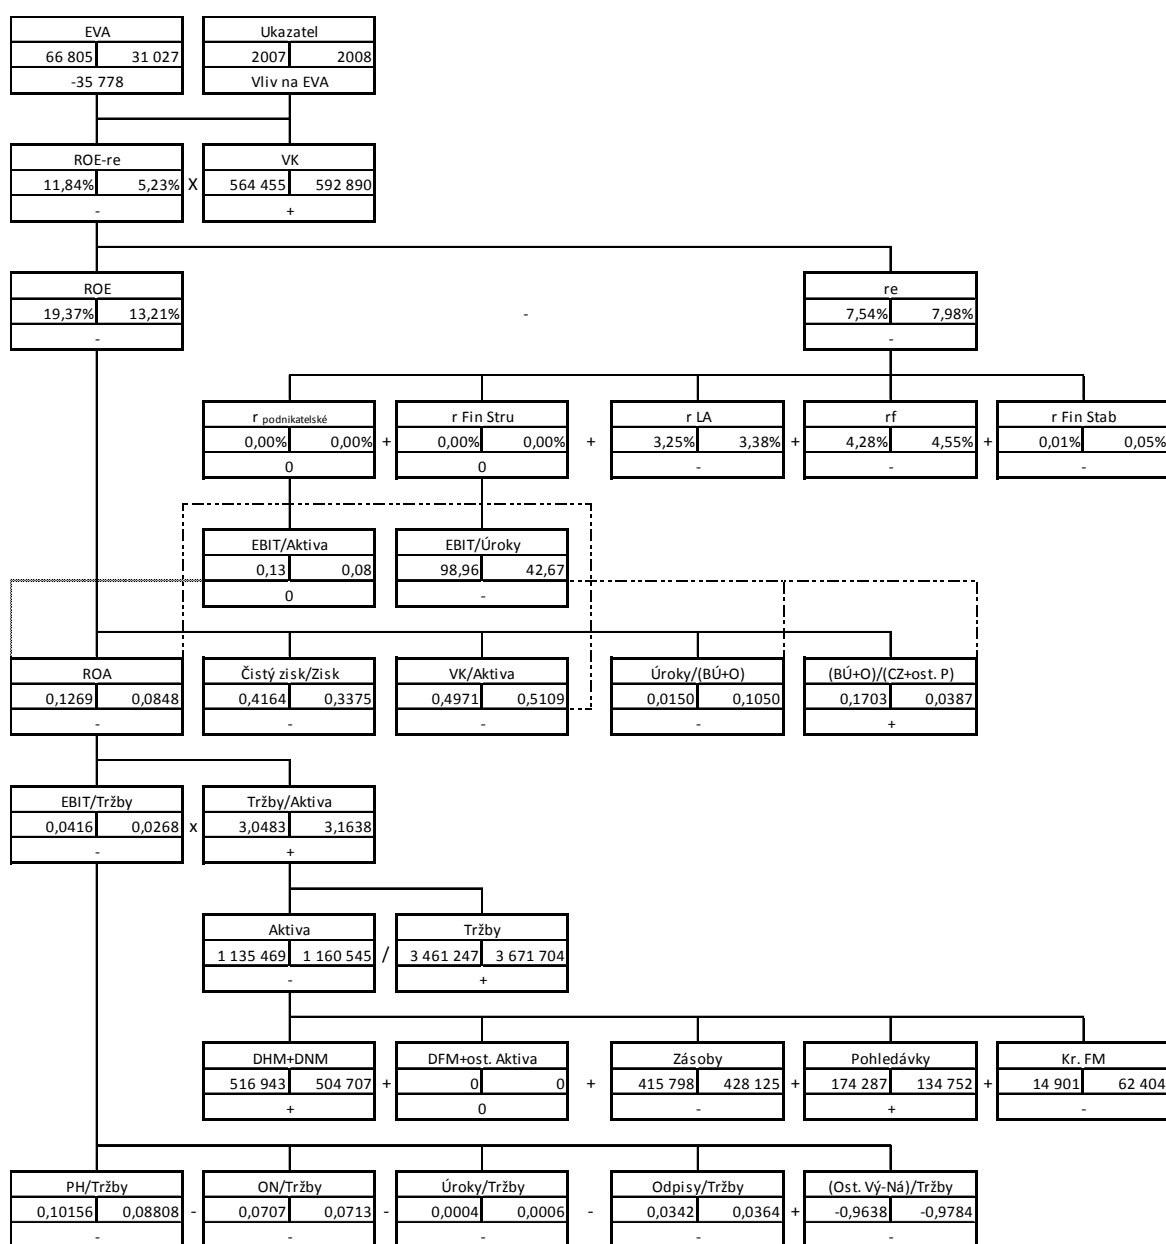 EVA Ukazatel
66 805 31 027 2007 2008
-35 778 Vliv na EVA
ROE-re VK
11,84% 5,23% X 564 455 592 890
- +
ROE re
19,37% 13,21% - 7,54% 7,98%
- -
r podnikatelské r Fin Stru r LA rf r Fin Stab
0,00% 0,00% + 0,00% 0,00% + 3,25% 3,38% + 4,28% 4,55% + 0,01% 0,05%
0 0 - - -
EBIT/Aktiva EBIT/Úroky
0,13 0,08 98,96 42,67
0 -
ROA Čistý zisk/Zisk VK/Aktiva Úroky/(BÚ+O) (BÚ+O)/(CZ+ost. P)
0,1269 0,0848 0,4164 0,3375 0,4971 0,5109 0,0150 0,1050 0,1703 0,0387
- - - - +
EBIT/Tržby Tržby/Aktiva
0,0416 0,0268 x 3,0483 3,1638
- +
Aktiva Tržby
1 135 469 1 160 545 / 3 461 247 3 671 704
- +
DHM+DNM DFM+ost. Aktiva Zásoby Pohledávky Kr. FM
516 943 504 707 + 0 0 + 415 798 428 125 + 174 287 134 752 + 14 901 62 404
+ 0 - + -
PH/Tržby ON/Tržby Úroky/Tržby Odpisy/Tržby (Ost. Vý-Ná)/Tržby
0,10156 0,08808 - 0,0707 0,0713 - 0,0004 0,0006 - 0,0342 0,0364 + -0,9638 -0,9784
- - - - -